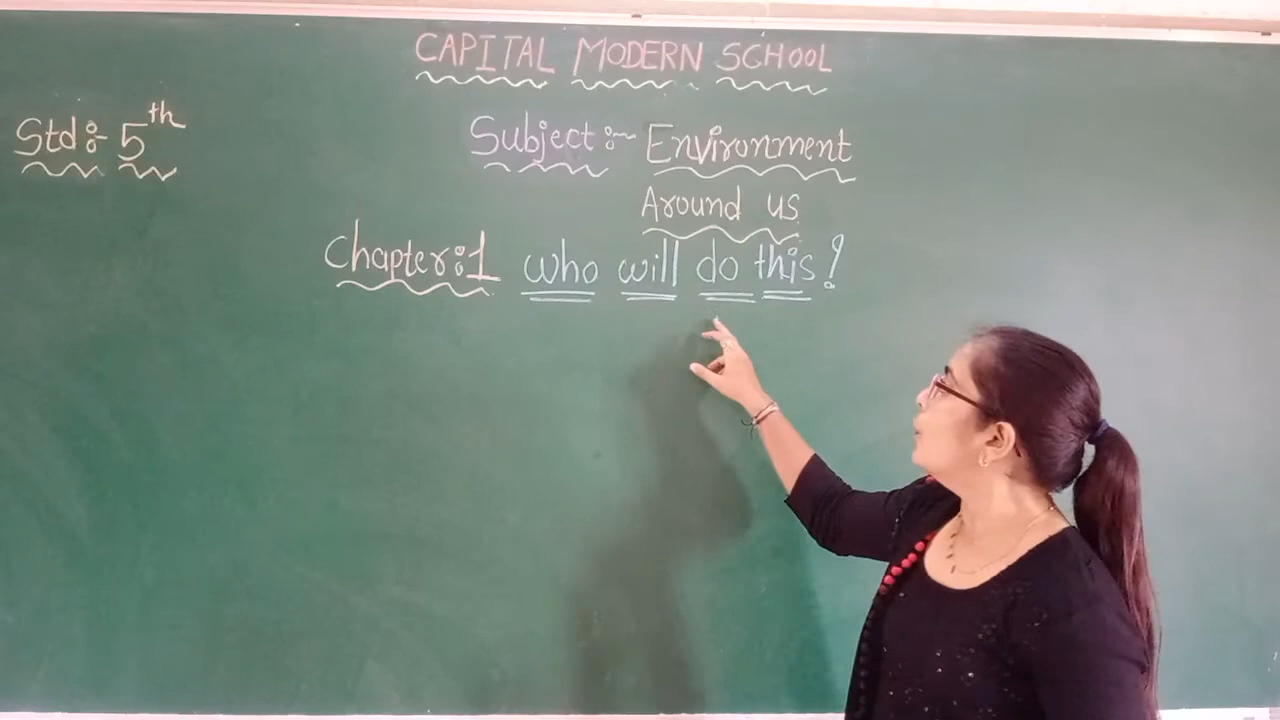 CAPITAL MODERN SCHOOL
Std :- 5th
Subject :- Environment
Around us
Chapter : 1 who will do this !